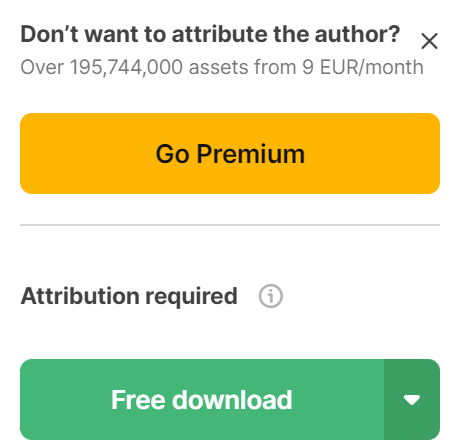 Don’t want to attribute the author?
Over 195,744,000 assets from 9 EUR/month
Go Premium
Attribution required
Free download